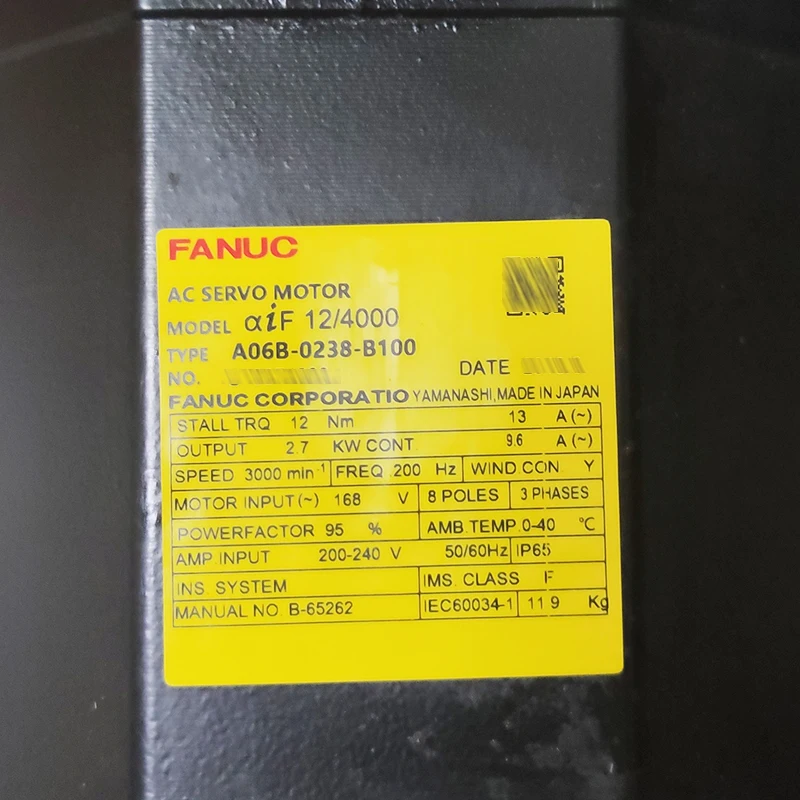 FANUC
AC SERVO MOTOR
MODEL αiF 12/4000
TYPE A06B-0238-B100
NO. DATE
FANUC CORPORATIO YAMANASHI,MADE IN JAPAN
STALL TRQ 12 Nm 13 A(~)
OUTPUT 2.7 KW CONT 9.6 A(~)
SPEED 3000 min-1 FREQ 200 Hz WIND.CON. Y
MOTOR INPUT(~) 168 V 8 POLES 3 PHASES
POWERFACTOR 95 % AMB.TEMP.0-40 ℃
AMP.INPUT 200-240 V 50/60Hz IP65
INS. SYSTEM IMS. CLASS F
MANUAL NO. B-65262 IEC60034-1 11.9 Kg